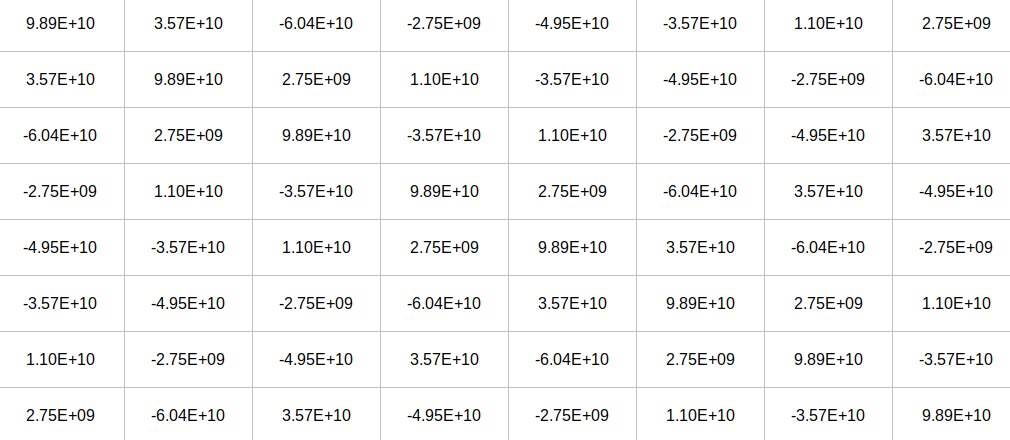 9.89E+10 3.57E+10 -6.04E+10 -2.75E+09 -4.95E+10 -3.57E+10 1.10E+10 2.75E+09
3.57E+10 9.89E+10 2.75E+09 1.10E+10 -3.57E+10 -4.95E+10 -2.75E+09 -6.04E+10
-6.04E+10 2.75E+09 9.89E+10 -3.57E+10 1.10E+10 -2.75E+09 -4.95E+10 3.57E+10
-2.75E+09 1.10E+10 -3.57E+10 9.89E+10 2.75E+09 -6.04E+10 3.57E+10 -4.95E+10
-4.95E+10 -3.57E+10 1.10E+10 2.75E+09 9.89E+10 3.57E+10 -6.04E+10 -2.75E+09
-3.57E+10 -4.95E+10 -2.75E+09 -6.04E+10 3.57E+10 9.89E+10 2.75E+09 1.10E+10
1.10E+10 -2.75E+09 -4.95E+10 3.57E+10 -6.04E+10 2.75E+09 9.89E+10 -3.57E+10
2.75E+09 -6.04E+10 3.57E+10 -4.95E+10 -2.75E+09 1.10E+10 -3.57E+10 9.89E+10